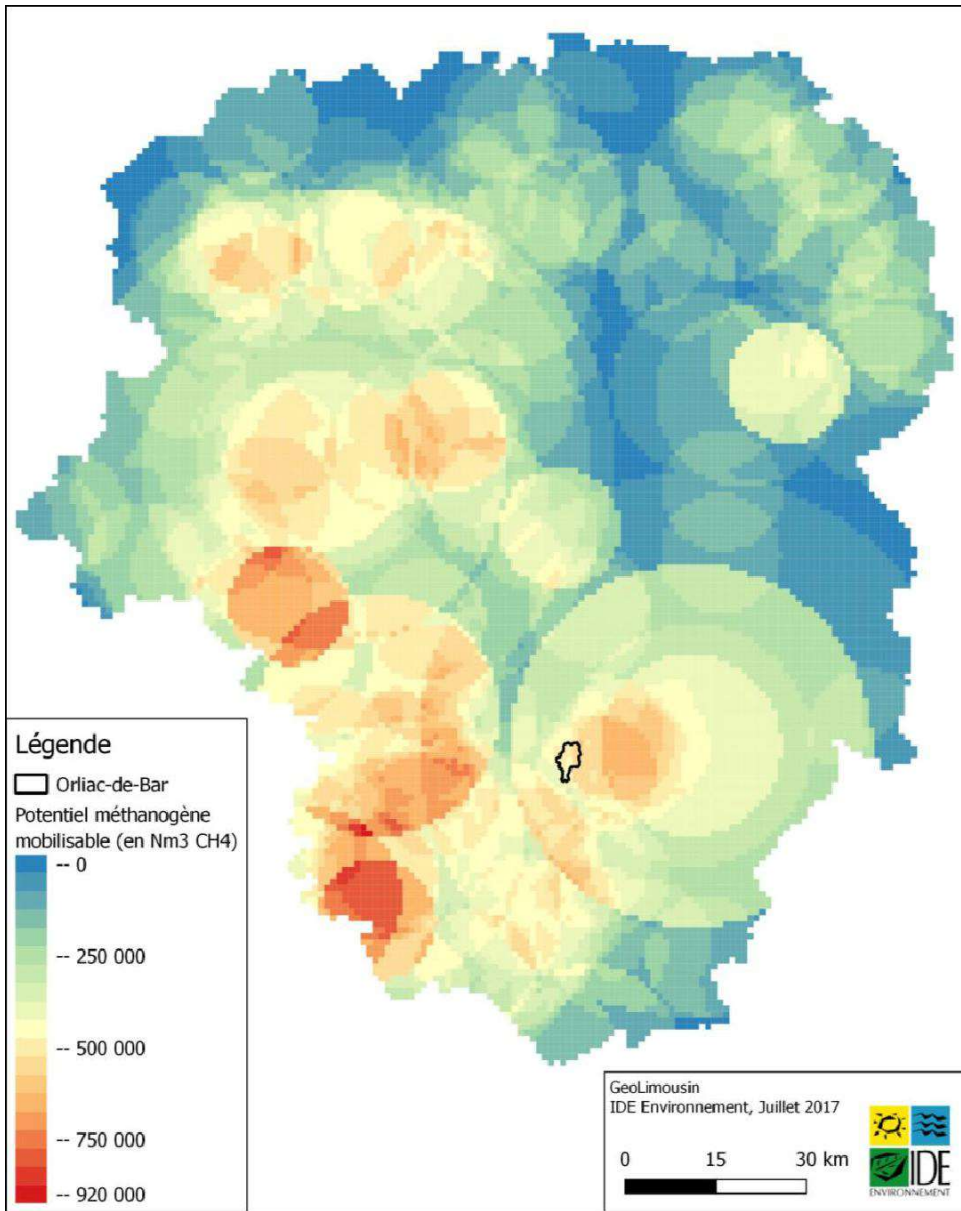 Légende
Orliac-de-Bar
Potentiel méthanogène
mobilisable (en Nm3 CH4)
-- 0
-- 250 000
-- 500 000
-- 750 000
-- 920 000
GeoLimousin
IDE Environnement, Juillet 2017
0 15 30 km
IDE
ENVIRONNEMENT